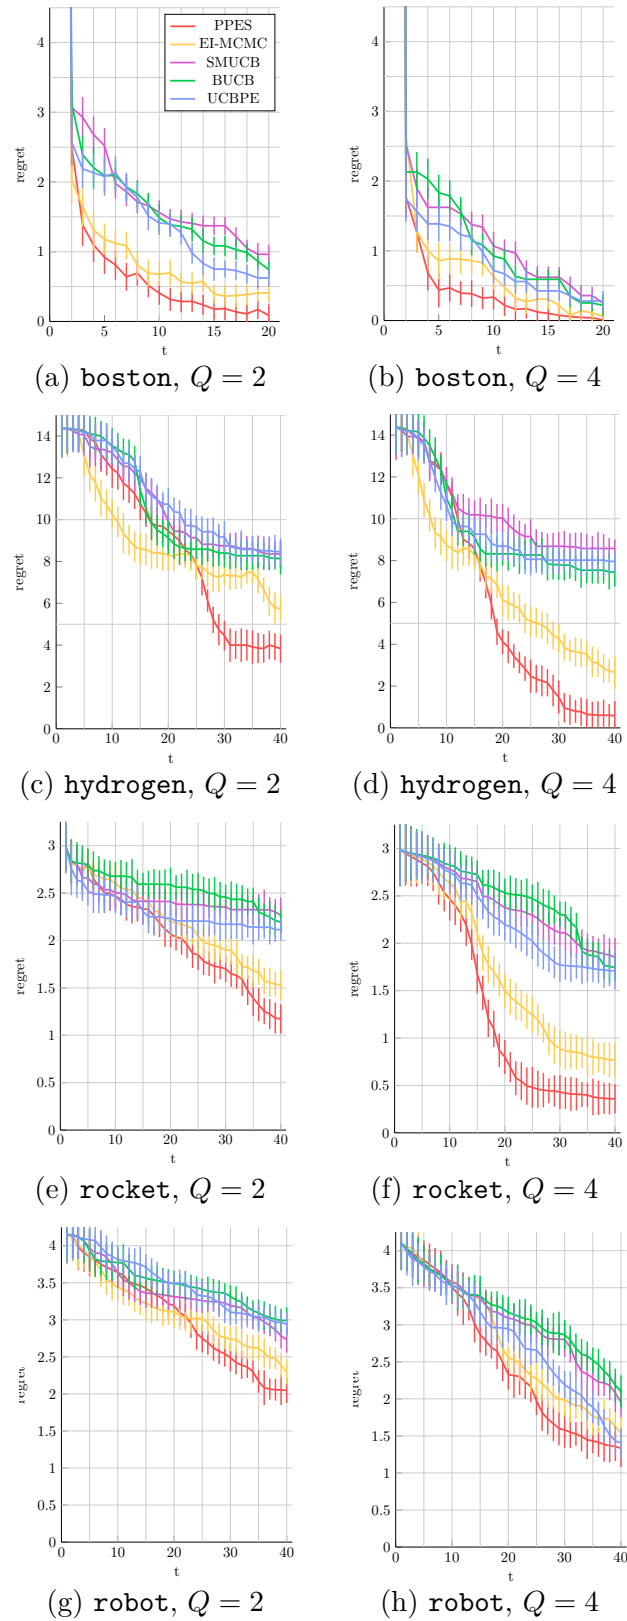 4
3
2
1
0
regret
PPES
EI-MCMC
SMUCB
BUCB
UCBPE
5 10 15 20
t
(a) boston, Q = 2
4
3
2
1
0
regret
5 10 15 20
t
(b) boston, Q = 4
14
12
10
8
6
4
2
0
regret
0 10 20 30 40
t
(c) hydrogen, Q = 2
14
12
10
8
6
4
2
0
regret
0 10 20 30 40
t
(d) hydrogen, Q = 4
3
2.5
2
1.5
1
0.5
0
regret
0 10 20 30 40
t
(e) rocket, Q = 2
3
2.5
2
1.5
1
0.5
0
regret
0 10 20 30 40
t
(f) rocket, Q = 4
4
3.5
3
2.5
2
1.5
1
0.5
0
regret
0 10 20 30 40
t
(g) robot, Q = 2
4
3.5
3
2.5
2
1.5
1
0.5
0
regret
0 10 20 30 40
t
(h) robot, Q = 4